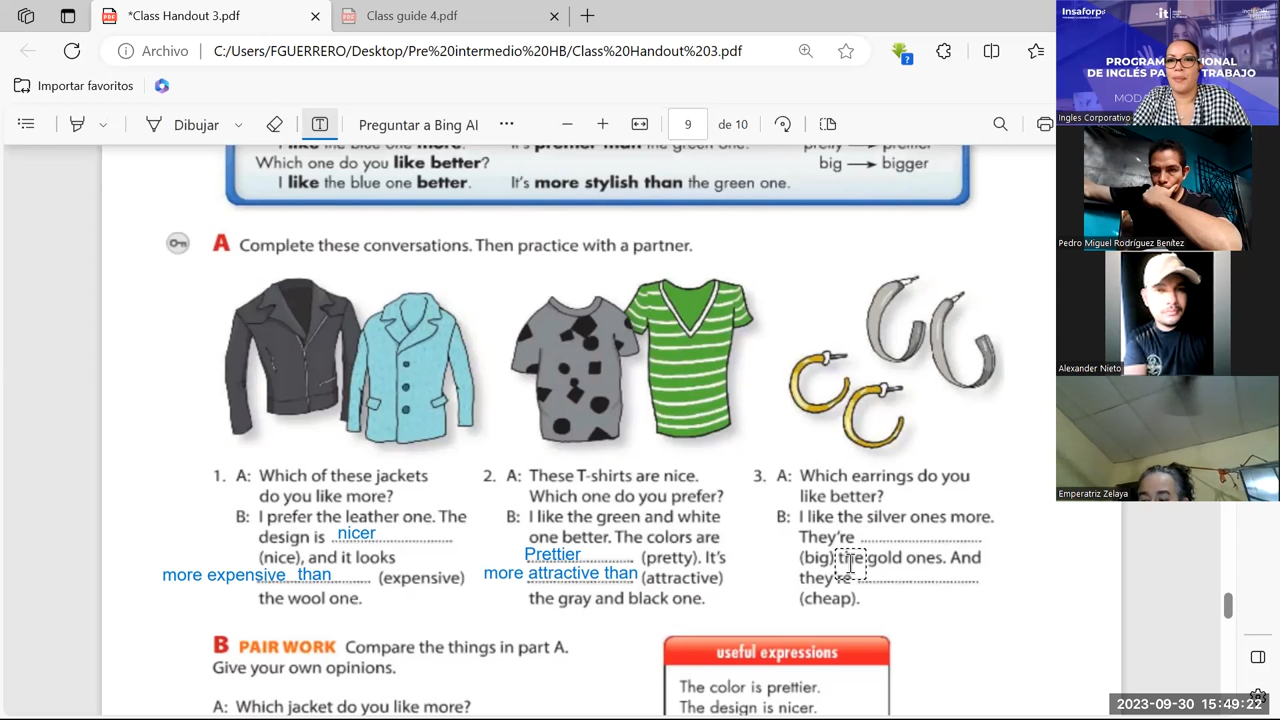 *Class Handout 3.pdf
Unit 4 guide 4.pdf
Archivo
C:/Users/FGUERRERO/Desktop/Pre%20intermedio%20HB/Class%20Handout%203.pdf
Importar favoritos
Dibujar
Preguntar a Bing AI
9
de 10
Which one do you like better?
I like the blue one better.
It's more stylish than the green one.
big → bigger
A Complete these conversations. Then practice with a partner.
1. A: Which of these jackets
do you like more?
B: I prefer the leather one. The
design is nicer
(nice), and it looks
more expensive than (expensive)
the wool one.
2. A: These T-shirts are nice.
Which one do you prefer?
B: I like the green and white
one better. The colors are
Prettier (pretty). It's
more attractive than (attractive)
the gray and black one.
3. A: Which earrings do you
like better?
B: I like the silver ones more.
They're
(big) the gold ones. And
they're
(cheap).
B PAIR WORK Compare the things in part A.
Give your own opinions.
A: Which jacket do you like more?
useful expressions
The color is prettier.
The design is nicer.
Insaforp
it
DE INGLÉS
TRABAJO
Ingles Corporativo
Pedro Miguel Rodríguez Benítez
Alexander Nieto
Emperatriz Zelaya
2023-09-30 15:49:22